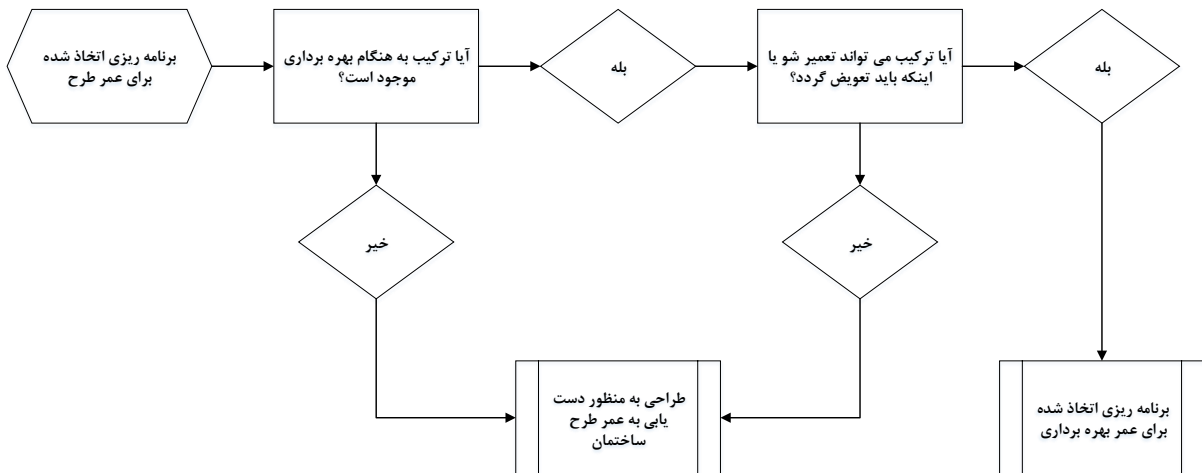 برنامه ریزی اتخاذ شده
برای عمر طرح
آیا ترکیب به هنگام بهره برداری
موجود است؟
بله
آیا ترکیب می تواند تعمیر شو یا
اینکه باید تعویض گردد؟
بله
خیر
خیر
طراحی به منظور دست
یابی به عمر طرح
ساختمان
برنامه ریزی اتخاذ شده
برای عمر بهره برداری